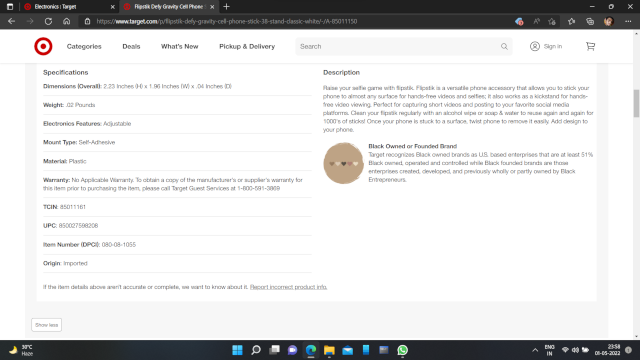 Electronics : Target
Flipstik Defy Gravity Cell Phone
https://www.target.com/p/flipstik-defy-gravity-cell-phone-stick-38-stand-classic-white/-/A-85011150
Categories
Deals
What's New
Pickup & Delivery
Search
Sign in
Specifications
Dimensions (Overall): 2.23 Inches (H) x 1.96 Inches (W) x .04 Inches (D)
Weight: .02 Pounds
Electronics Features: Adjustable
Mount Type: Self-Adhesive
Material: Plastic
Warranty: No Applicable Warranty. To obtain a copy of the manufacturer's or supplier's warranty for
this item prior to purchasing the item, please call Target Guest Services at 1-800-591-3869
TCIN: 85011161
UPC: 850027598208
Item Number (DPCI): 080-08-1055
Origin: Imported
If the item details above aren't accurate or complete, we want to know about it. Report incorrect product info.
Description
Raise your selfie game with flipstik. Flipstik is a versatile phone accessory that allows you to stick your
phone to almost any surface for hands-free videos and selfies; it also works as a kickstand for hands-
free video viewing. Perfect for capturing short videos and posting to your favorite social media
platforms. Clean your flipstik regularly with an alcohol wipe or soap & water to reuse again and again for
1000's of sticks! Once your phone is stuck to a surface, twist phone to remove it easily. Add design to
your phone.
Black Owned or Founded Brand
Target recognizes Black owned brands as U.S. based enterprises that are at least 51%
Black owned, operated and controlled while Black founded brands are those
enterprises created, developed, and previously wholly or partly owned by Black
Entrepreneurs.
Show less
30°C
Haze
ENG
IN
23:58
01-05-2022